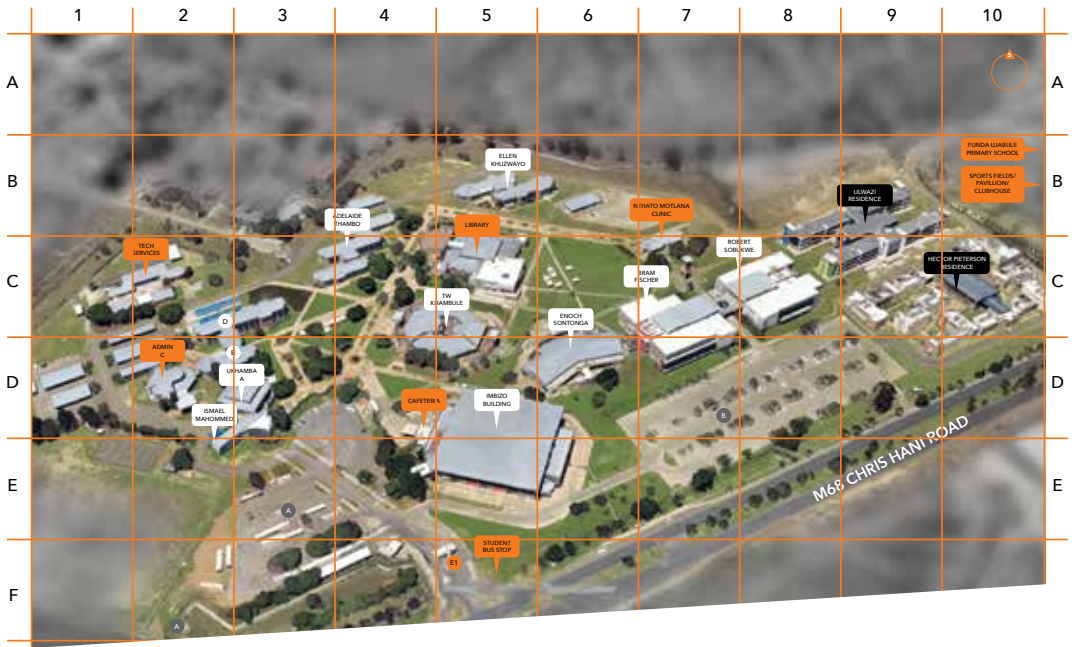 1 2 3 4 5 6 7 8 9 10
A A
S
B B
FUNDA UJABULE
PRIMARY SCHOOL
SPORTS FIELDS/
PAVILLION/
CLUBHOUSE
ELLEN
KHUZWAYO
ULWAZI
RESIDENCE
ADELAIDE
THAMBO
LIBRARY
NTHATO MOTLANA
CLINIC
C C
TECH
SERVICES
ROBERT
SOBUKWE
BRAM
FISCHER
HECTOR PIETERSON
RESIDENCE
TW
KHAMBULE
ENOCH
SONTONGA
D
D D
ADMIN
C
E
UKHAMBA
A
ISMAEL
MAHOMMED
CAFETERIA
IMBIZO
BUILDING
B
E E
M68 CHRIS HANI ROAD
A
F F
STUDENT
BUS STOP
E1
A